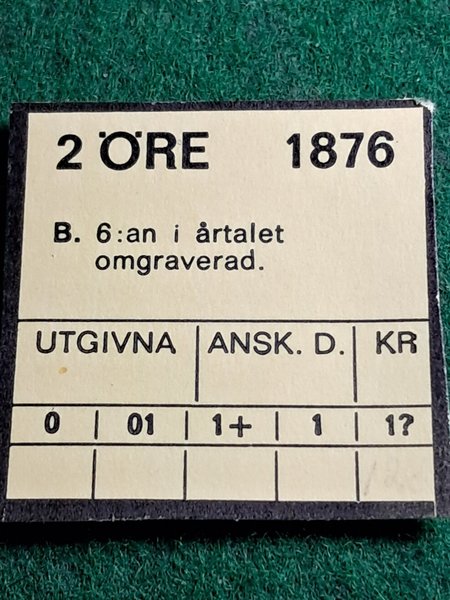 2 ÖRE 1876
B. 6:an i årtalet
omgraverad.
UTGIVNA ANSK. D. KR
0 01 1+ 1 1?